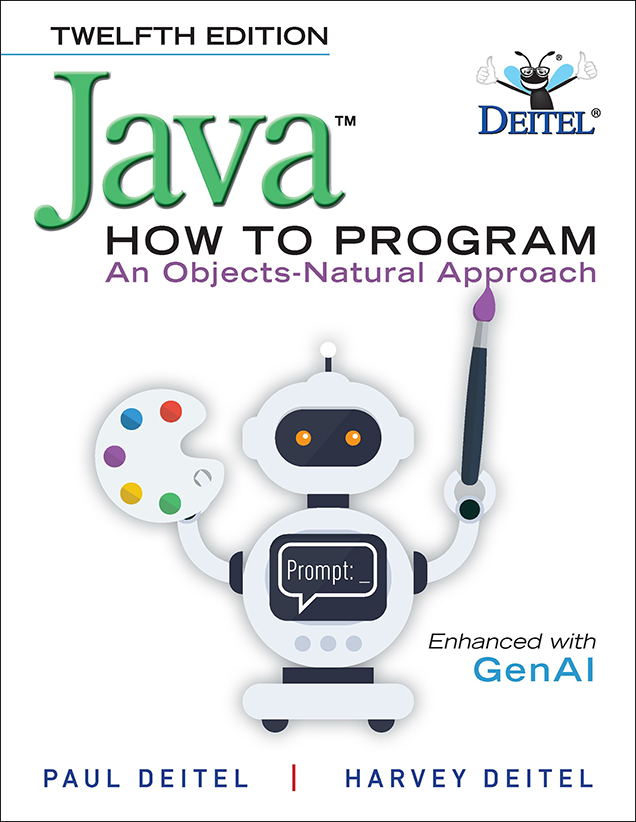 TWELFTH EDITION
Java™
DEITEL®
HOW TO PROGRAM
An Objects-Natural Approach
Prompt: _
Enhanced with
GenAI
PAUL DEITEL | HARVEY DEITEL